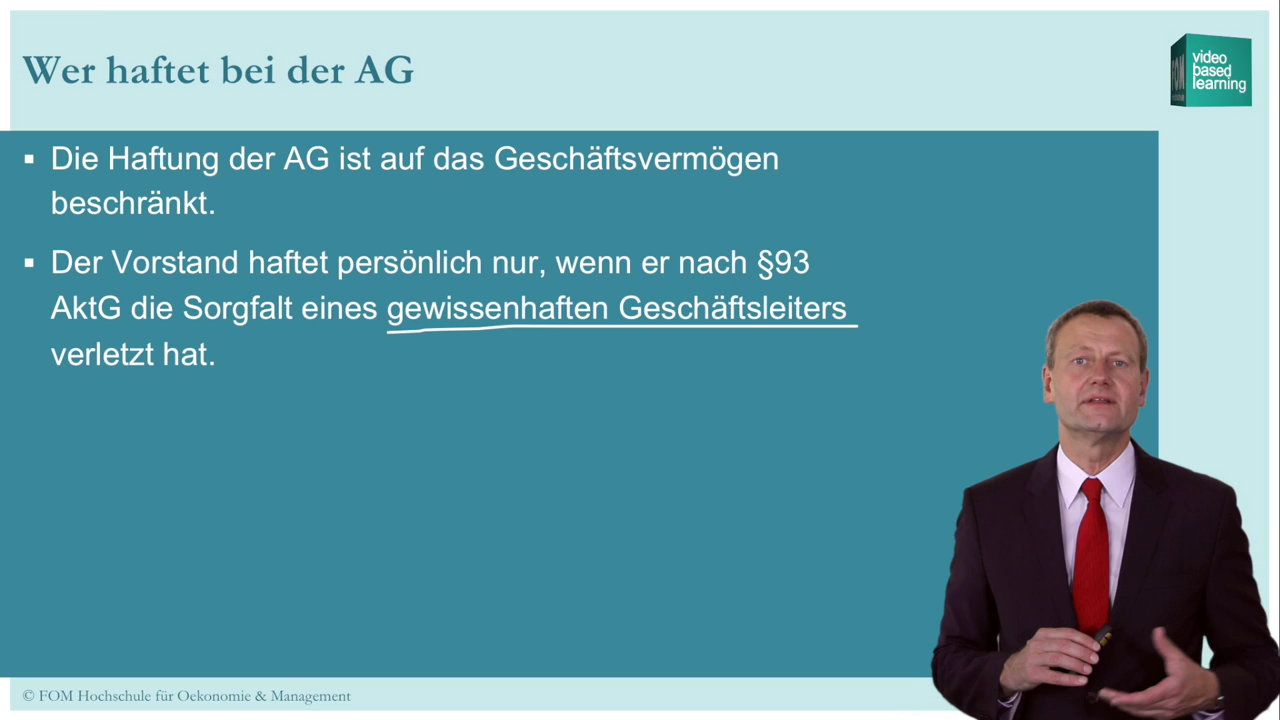 Wer haftet bei der AG
FOM
video
based
learning
▪ Die Haftung der AG ist auf das Geschäftsvermögen
beschränkt.
▪ Der Vorstand haftet persönlich nur, wenn er nach §93
AktG die Sorgfalt eines gewissenhaften Geschäftsleiters
verletzt hat.
© FOM Hochschule für Oekonomie & Management